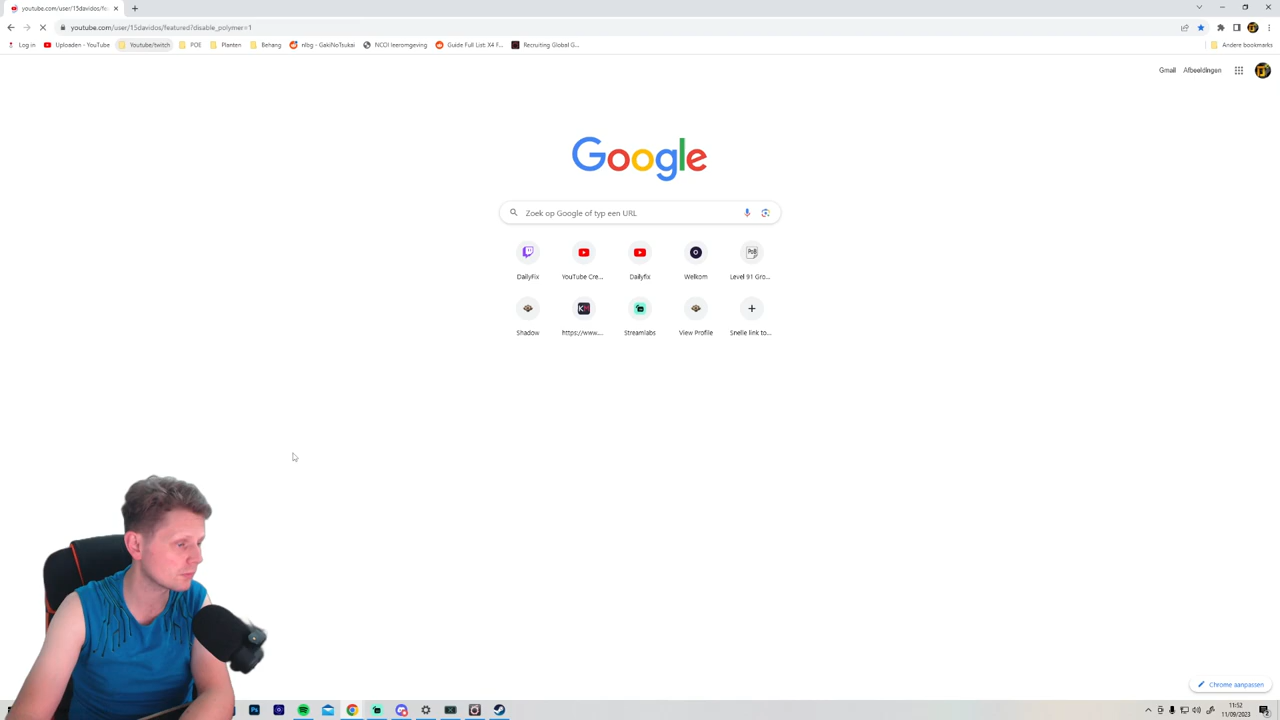 youtube.com/user/15davidos/
youtube.com/user/15davidos/featured?disable_polymer=1
Log in Uploaden - YouTube Youtube/twitch POE Planten Behang nlbg - GakiNoTsukai NCOI leeromgeving Guide Full List: X4 F... Recruiting Global G... Andere bookmarks
Gmail Afbeeldingen
Google
Zoek op Google of typ een URL
DailyFix YouTube Cre... Dailyfix Welkom Level 91 Gro...
Shadow https://www.... Streamlabs View Profile Snelle link to...
Chrome aanpassen
11:52
11/09/2023